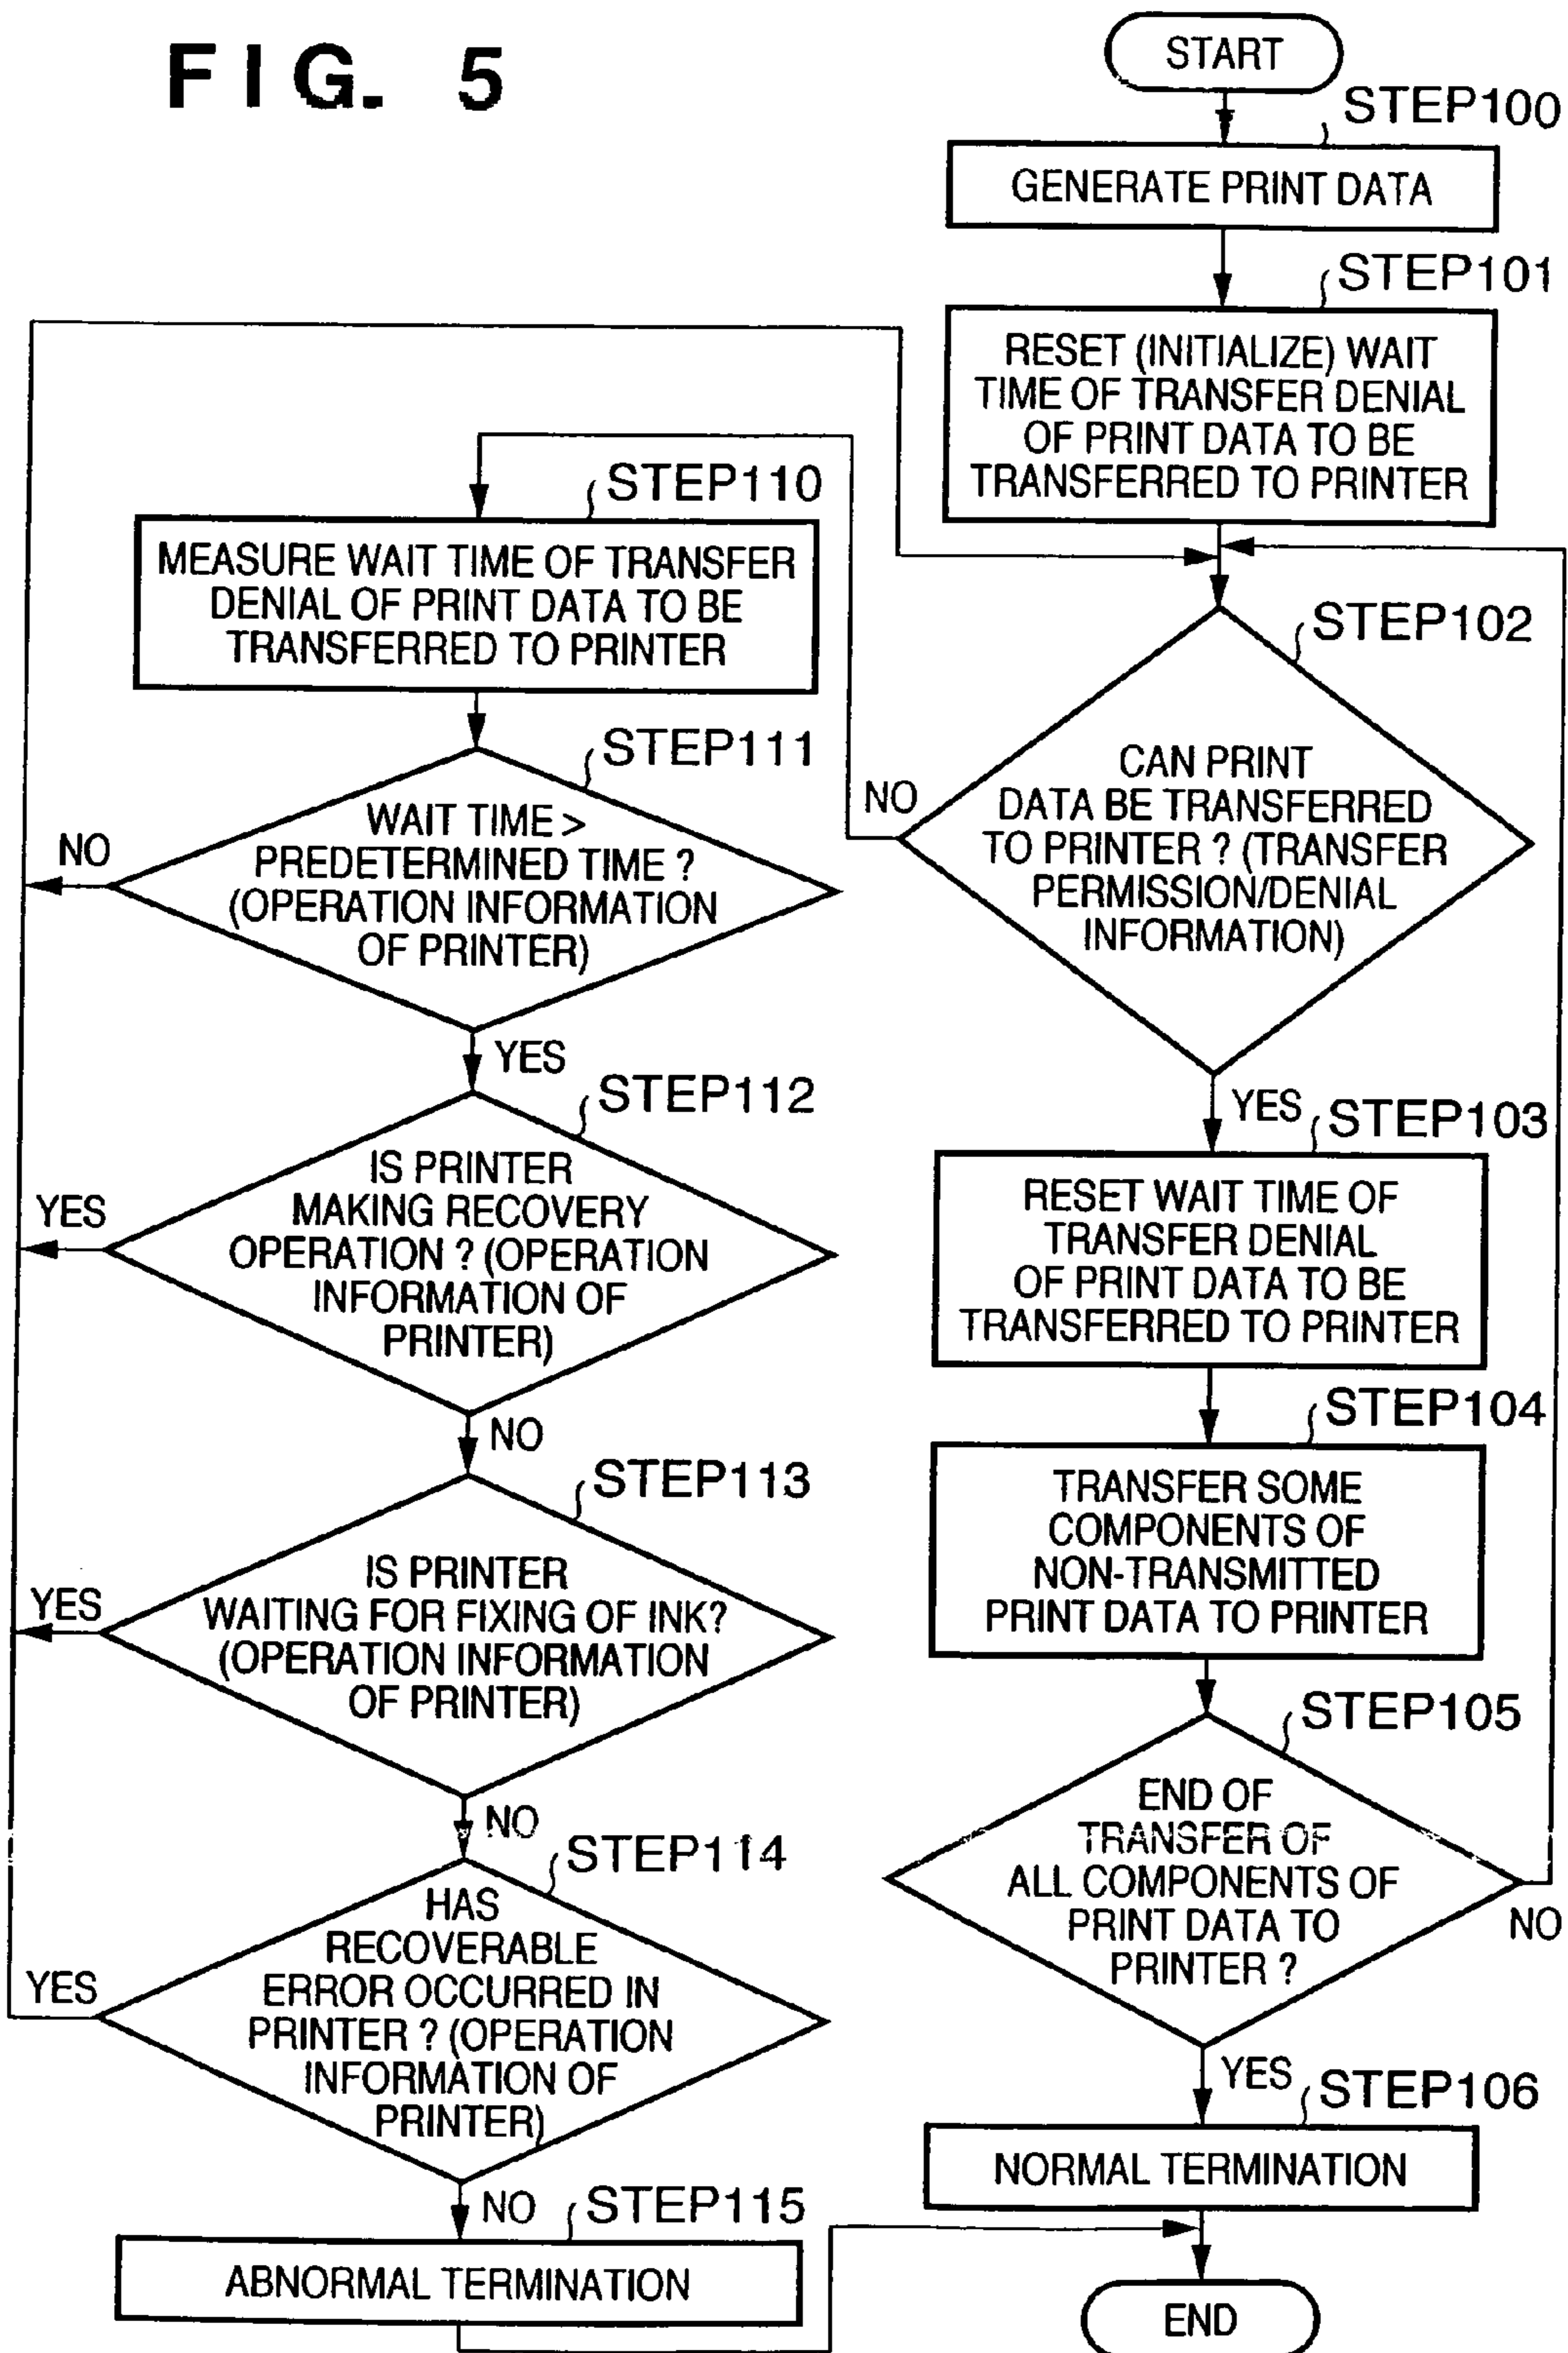 FIG. 5
START
STEP100
GENERATE PRINT DATA
STEP101
RESET (INITIALIZE) WAIT
TIME OF TRANSFER DENIAL
OF PRINT DATA TO BE
TRANSFERRED TO PRINTER
STEP102
CAN PRINT
DATA BE TRANSFERRED
TO PRINTER ? (TRANSFER
PERMISSION/DENIAL
INFORMATION)
NO
YES
STEP103
RESET WAIT TIME OF
TRANSFER DENIAL
OF PRINT DATA TO BE
TRANSFERRED TO PRINTER
STEP104
TRANSFER SOME
COMPONENTS OF
NON-TRANSMITTED
PRINT DATA TO PRINTER
STEP105
END OF
TRANSFER OF
ALL COMPONENTS OF
PRINT DATA TO
PRINTER ?
NO
YES
STEP106
NORMAL TERMINATION
END
STEP110
MEASURE WAIT TIME OF TRANSFER
DENIAL OF PRINT DATA TO BE
TRANSFERRED TO PRINTER
STEP111
WAIT TIME >
PREDETERMINED TIME ?
(OPERATION INFORMATION
OF PRINTER)
NO
YES
STEP112
IS PRINTER
MAKING RECOVERY
OPERATION ? (OPERATION
INFORMATION OF
PRINTER)
YES
NO
STEP113
IS PRINTER
WAITING FOR FIXING OF INK?
(OPERATION INFORMATION
OF PRINTER)
YES
NO
STEP114
HAS
RECOVERABLE
ERROR OCCURRED IN
PRINTER ? (OPERATION
INFORMATION OF
PRINTER)
YES
NO
STEP115
ABNORMAL TERMINATION